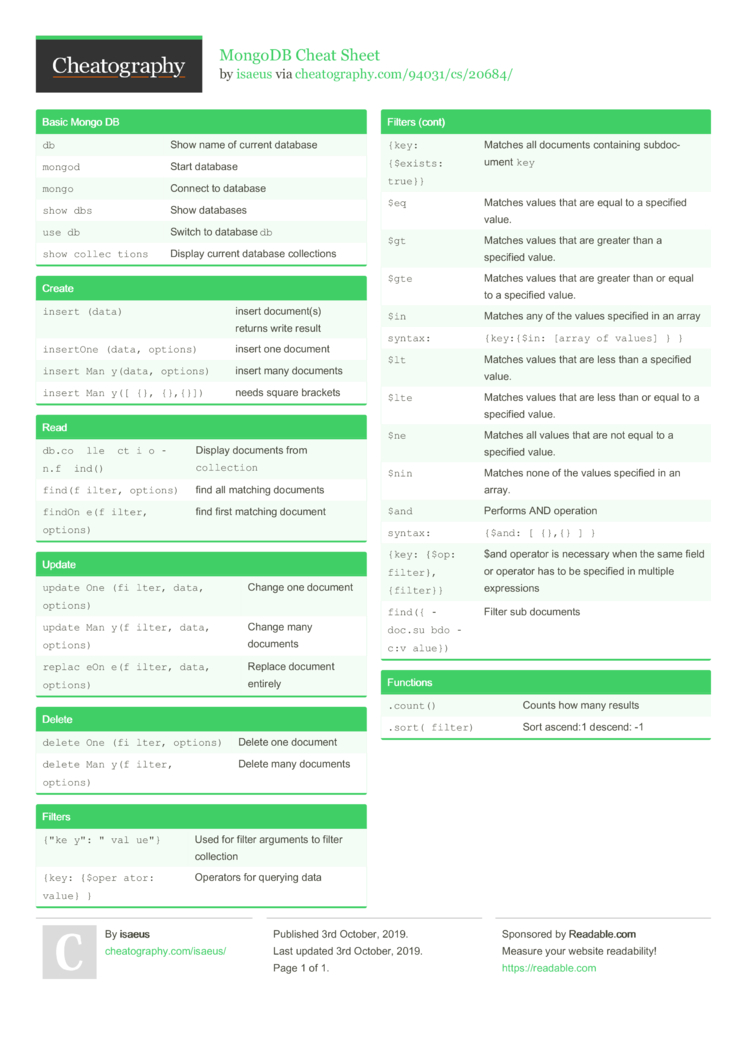 Cheatography
MongoDB Cheat Sheet
by isaeus via cheatography.com/94031/cs/20684/
Basic Mongo DB
db Show name of current database
mongod Start database
mongo Connect to database
show dbs Show databases
use db Switch to database db
show collec tions Display current database collections
Create
insert (data) insert document(s)
returns write result
insertOne (data, options) insert one document
insert Man y(data, options) insert many documents
insert Man y([ {}, {},{}]) needs square brackets
Read
db.co lle ct i o - Display documents from
n.f ind() collection
find(f ilter, options) find all matching documents
findOn e(f ilter, find first matching document
options)
Update
update One (fi lter, data, Change one document
options)
update Man y(f ilter, data, Change many
options) documents
replac eOn e(f ilter, data, Replace document
options) entirely
Delete
delete One (fi lter, options) Delete one document
delete Man y(f ilter, Delete many documents
options)
Filters
{"ke y": " val ue"} Used for filter arguments to filter
collection
{key: {$oper ator: Operators for querying data
value} }
Filters (cont)
{key: Matches all documents containing subdoc-
{$exists: ument key
true}}
$eq Matches values that are equal to a specified
value.
$gt Matches values that are greater than a
specified value.
$gte Matches values that are greater than or equal
to a specified value.
$in Matches any of the values specified in an array
syntax: {key:{$in: [array of values] } }
$lt Matches values that are less than a specified
value.
$lte Matches values that are less than or equal to a
specified value.
$ne Matches all values that are not equal to a
specified value.
$nin Matches none of the values specified in an
array.
$and Performs AND operation
syntax: {$and: [ {},{} ] }
{key: {$op: $and operator is necessary when the same field
filter}, or operator has to be specified in multiple
{filter}} expressions
find({ - Filter sub documents
doc.su bdo -
c:v alue})
Functions
.count() Counts how many results
.sort( filter) Sort ascend:1 descend: -1
C
By isaeus
cheatography.com/isaeus/
Published 3rd October, 2019.
Last updated 3rd October, 2019.
Page 1 of 1.
Sponsored by Readable.com
Measure your website readability!
https://readable.com